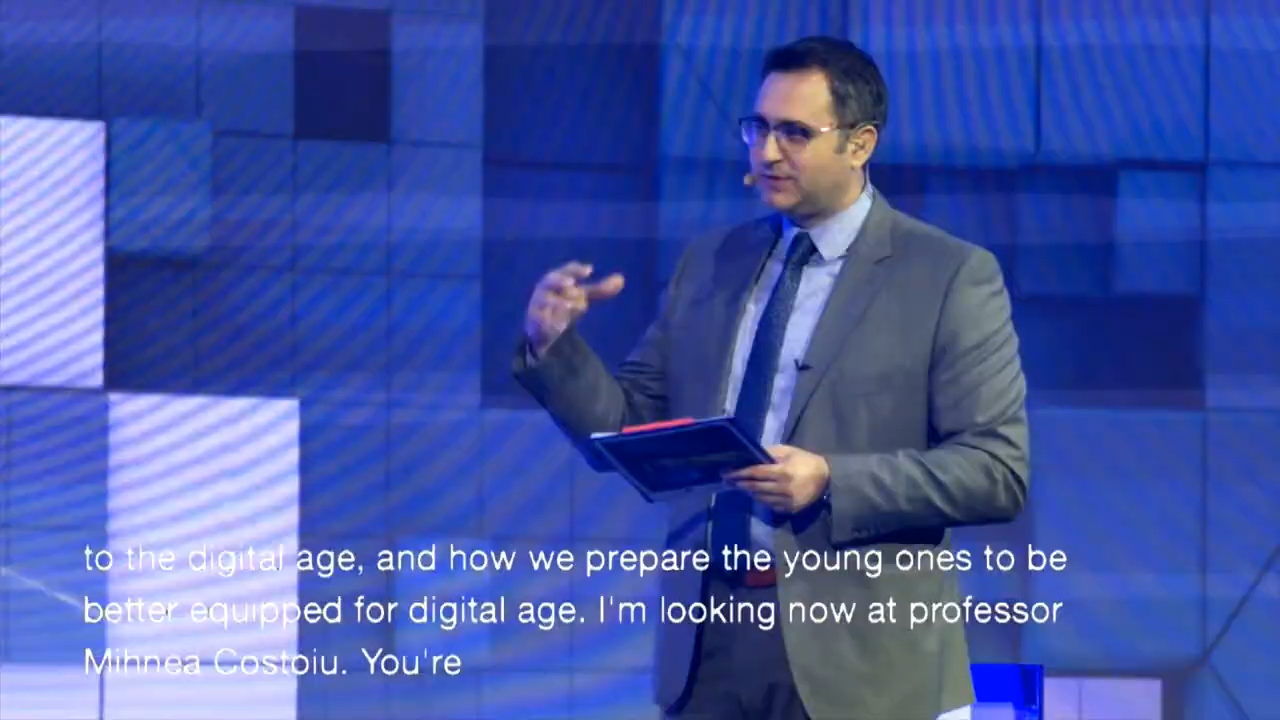 to the digital age, and how we prepare the young ones to be
better equipped for digital age. I'm looking now at professor
Mihnea Costoiu. You're